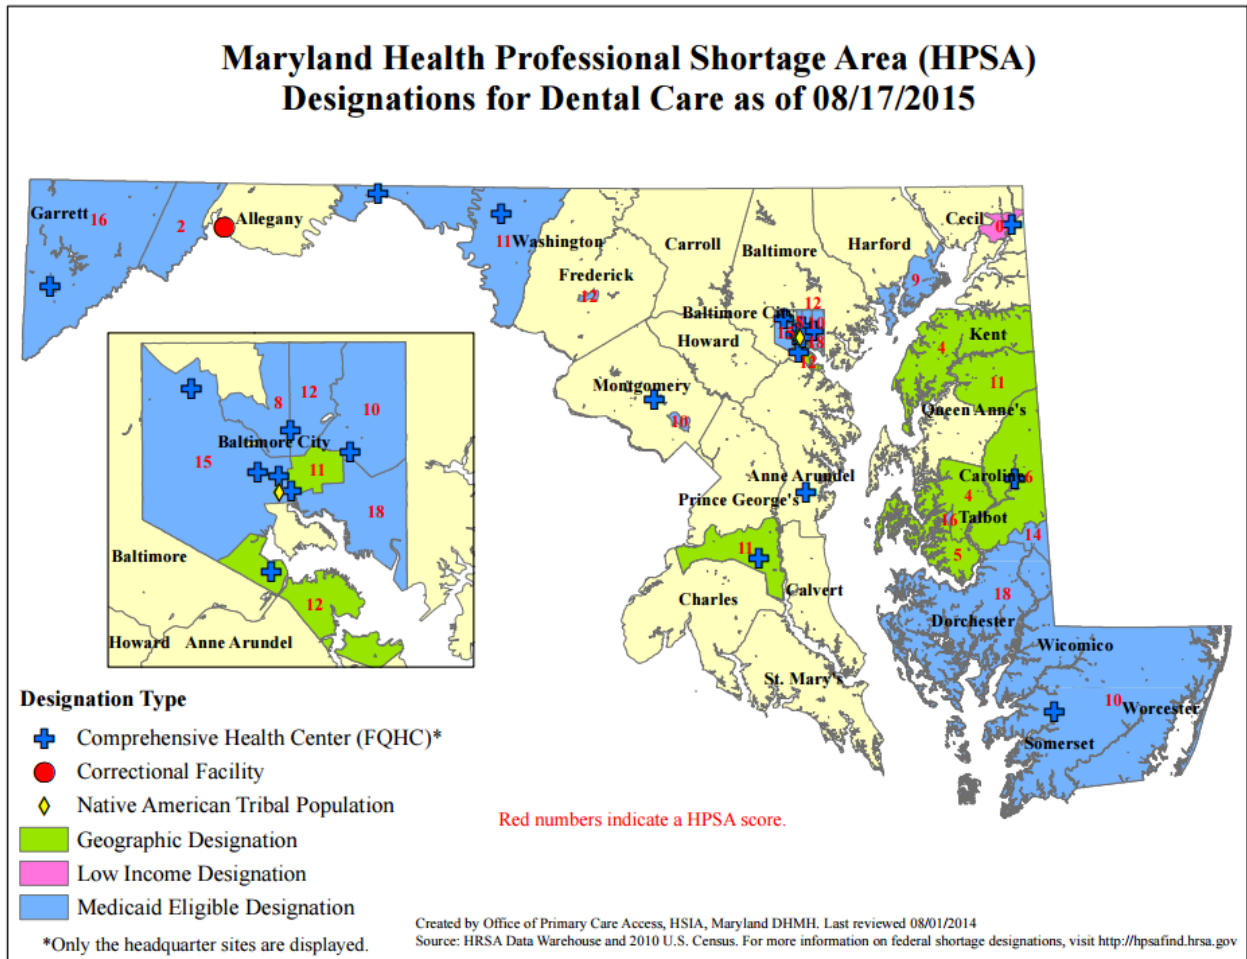 Maryland Health Professional Shortage Area (HPSA)
Designations for Dental Care as of 08/17/2015
Garrett
16
2
Allegany
11
Washington
Frederick
12
Carroll
Baltimore
Harford
9
Cecil
0
Baltimore City
12
10
18
12
Howard
Montgomery
10
Kent
4
11
Queen Anne's
Caroline
6
4
Talbot
16
5
14
Anne Arundel
Prince George's
11
Charles
Calvert
St. Mary's
18
Dorchester
Wicomico
10
Worcester
Somerset
8
12
10
Baltimore City
15
11
18
Baltimore
12
Howard
Anne Arundel
Designation Type
Comprehensive Health Center (FQHC)*
Correctional Facility
Native American Tribal Population
Geographic Designation
Low Income Designation
Medicaid Eligible Designation
*Only the headquarter sites are displayed.
Red numbers indicate a HPSA score.
Created by Office of Primary Care Access, HSIA, Maryland DHMH. Last reviewed 08/01/2014
Source: HRSA Data Warehouse and 2010 U.S. Census. For more information on federal shortage designations, visit http://hpsafind.hrsa.gov